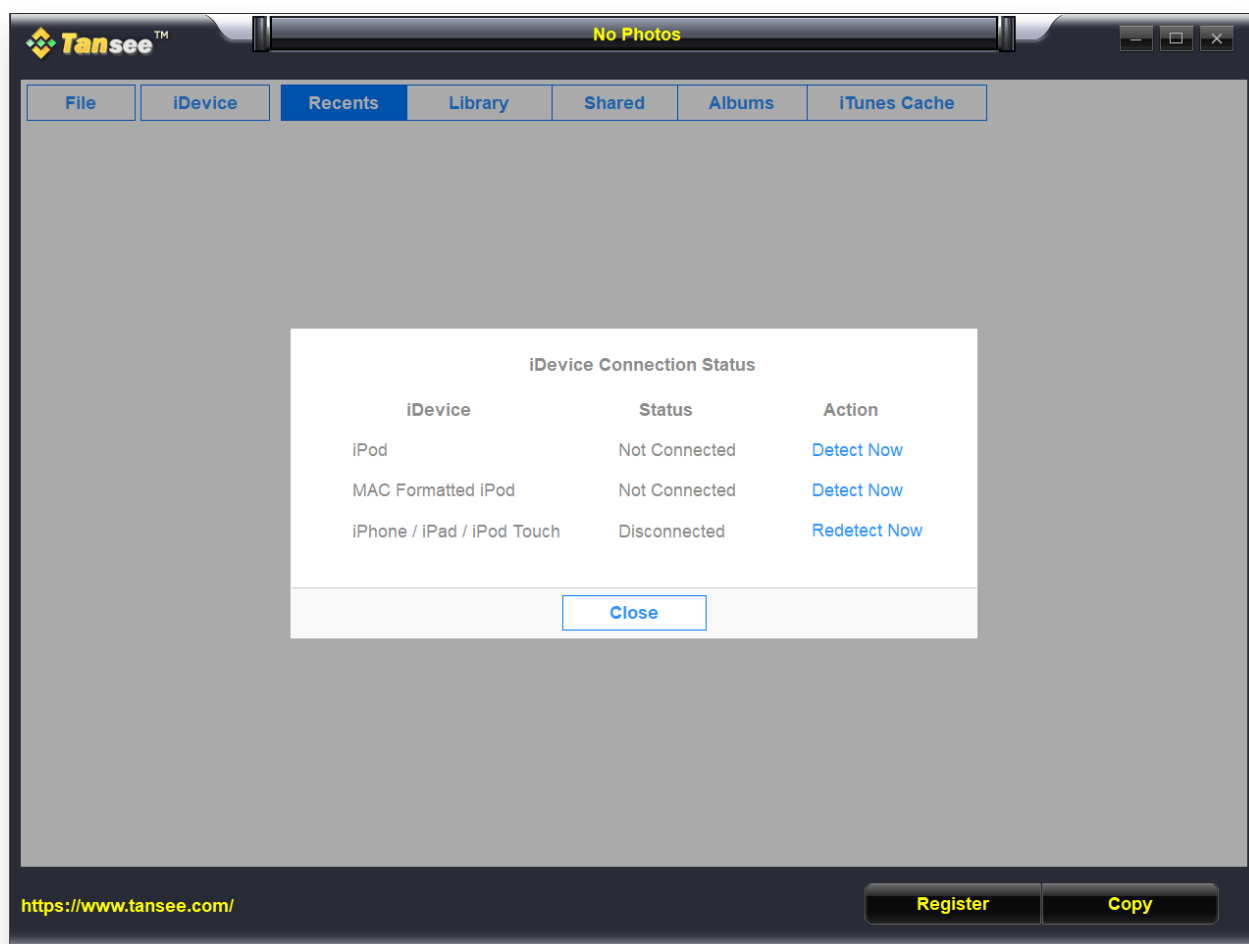 Tansee™
No Photos
File iDevice Recents Library Shared Albums iTunes Cache
iDevice Connection Status
iDevice Status Action
iPod Not Connected Detect Now
MAC Formatted iPod Not Connected Detect Now
iPhone / iPad / iPod Touch Disconnected Redetect Now
Close
https://www.tansee.com/ Register Copy